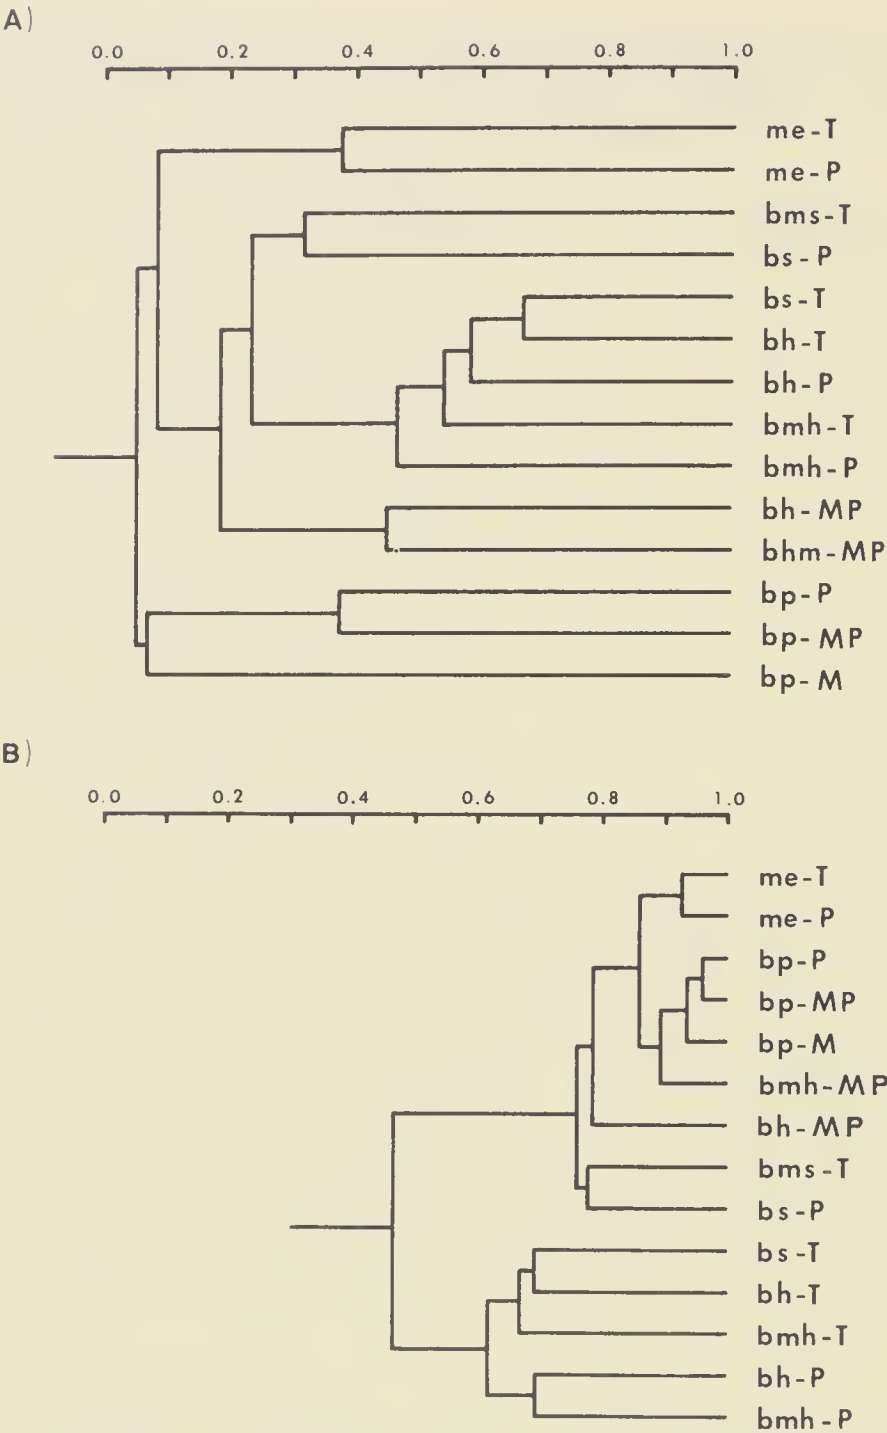 A)
0.0 0.2 0.4 0.6 0.8 1.0
me-T
me-P
bms-T
bs-P
bs-T
bh-T
bh-P
bmh-T
bmh-P
bh-MP
bhm-MP
bp-P
bp-MP
bp-M
B)
0.0 0.2 0.4 0.6 0.8 1.0
me-T
me-P
bp-P
bp-MP
bp-M
bmh-MP
bh-MP
bms-T
bs-P
bs-T
bh-T
bmh-T
bh-P
bmh-P